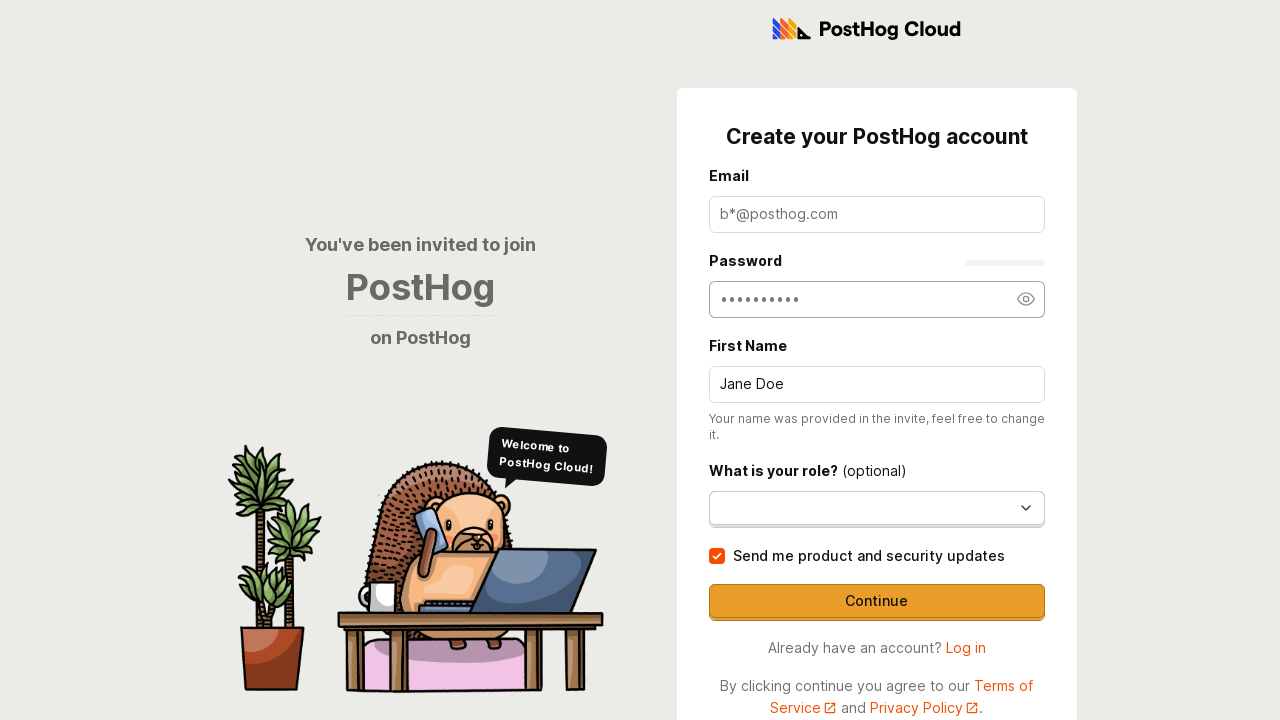 PostHog Cloud
You've been invited to join
PostHog
on PostHog
Welcome to
PostHog Cloud!
Create your PostHog account
Email
b*@posthog.com
Password
••••••••••
First Name
Jane Doe
Your name was provided in the invite, feel free to change
it.
What is your role? (optional)
Send me product and security updates
Continue
Already have an account? Log in
By clicking continue you agree to our Terms of
Service and Privacy Policy.